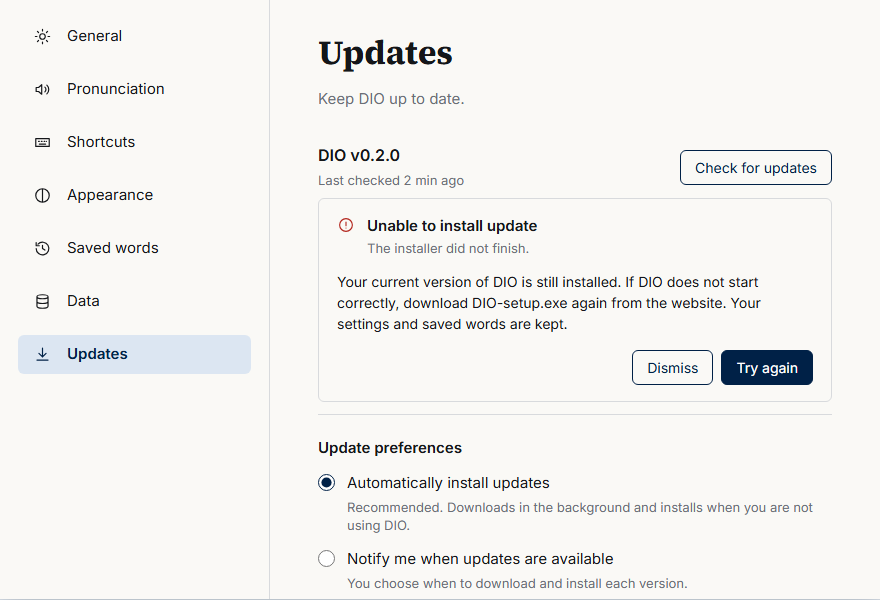 General
Pronunciation
Shortcuts
Appearance
Saved words
Data
Updates
Updates
Keep DIO up to date.
DIO v0.2.0
Last checked 2 min ago
Check for updates
Unable to install update
The installer did not finish.
Your current version of DIO is still installed. If DIO does not start
correctly, download DIO-setup.exe again from the website. Your
settings and saved words are kept.
Dismiss
Try again
Update preferences
Automatically install updates
Recommended. Downloads in the background and installs when you are not
using DIO.
Notify me when updates are available
You choose when to download and install each version.